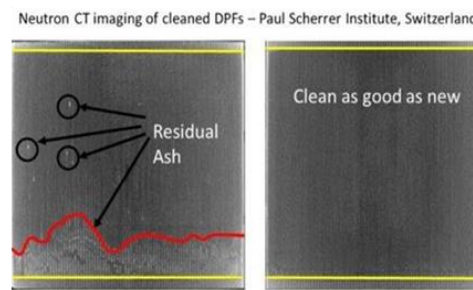 Neutron CT imaging of cleaned DPFs – Paul Scherrer Institute, Switzerland
Residual
Ash
Clean as good as new